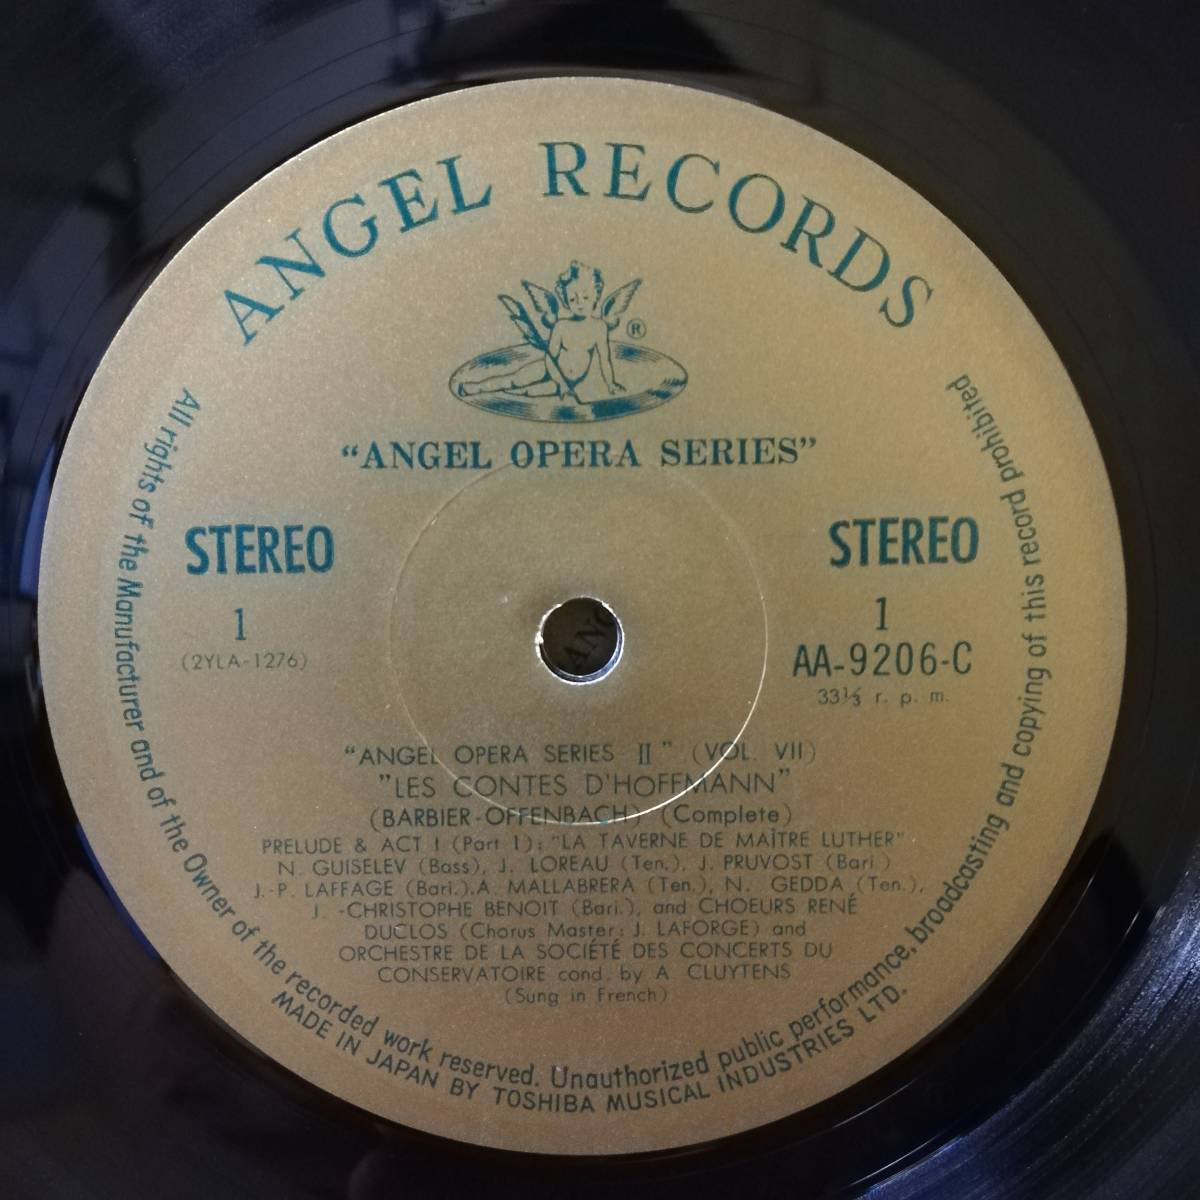 ANGEL RECORDS
®
"ANGEL OPERA SERIES"
STEREO
1
(2YLA-1276)
STEREO
1
AA-9206-C
33⅓ r. p. m.
"ANGEL OPERA SERIES II" (VOL. VII)
"LES CONTES D'HOFFMANN"
(BARBIER-OFFENBACH) (Complete)
PRELUDE & ACT I (Part 1): "LA TAVERNE DE MAÎTRE LUTHER"
N. GUISELEV (Bass), J. LOREAU (Ten.), J. PRUVOST (Bari.)
J.-P. LAFFAGE (Bari.), A. MALLABRERA (Ten.), N. GEDDA (Ten.),
J. -CHRISTOPHE BENOIT (Bari.), and CHOEURS RENÉ
DUCLOS (Chorus Master: J. LAFORGE) and
ORCHESTRE DE LA SOCIÉTÉ DES CONCERTS DU
CONSERVATOIRE cond. by A. CLUYTENS
(Sung in French)
All rights of the Manufacturer and of the Owner of the recorded work reserved. Unauthorized public performance, broadcasting and copying of this record prohibited
MADE IN JAPAN BY TOSHIBA MUSICAL INDUSTRIES LTD.